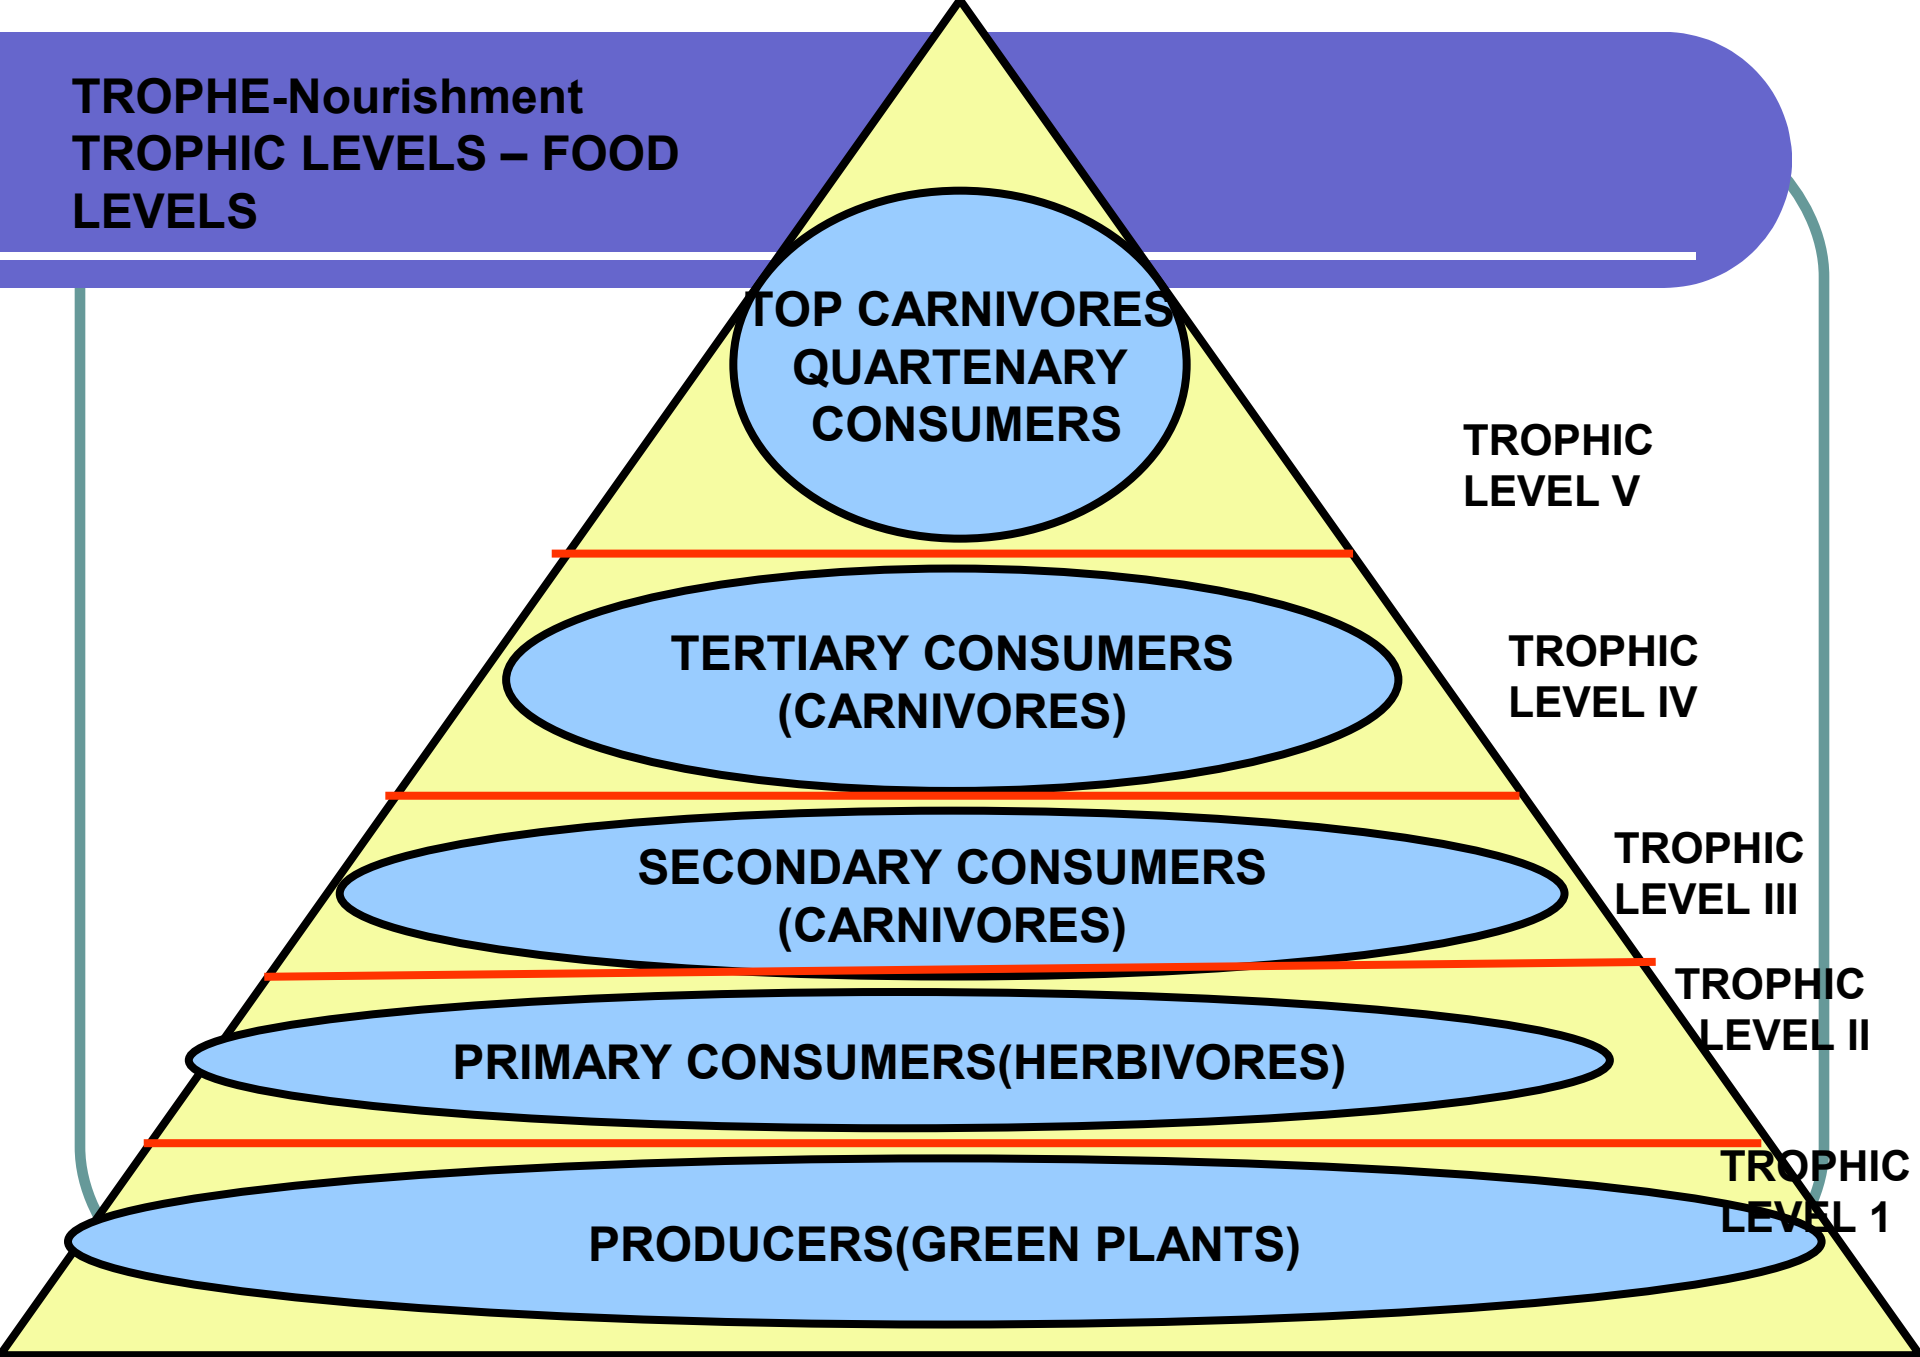 TROPHE-Nourishment
TROPHIC LEVELS – FOOD
LEVELS
TOP CARNIVORES
QUARTENARY
CONSUMERS
TROPHIC
LEVEL V
TERTIARY CONSUMERS
(CARNIVORES)
TROPHIC
LEVEL IV
SECONDARY CONSUMERS
(CARNIVORES)
TROPHIC
LEVEL III
PRIMARY CONSUMERS(HERBIVORES)
TROPHIC
LEVEL II
PRODUCERS(GREEN PLANTS)
TROPHIC
LEVEL 1